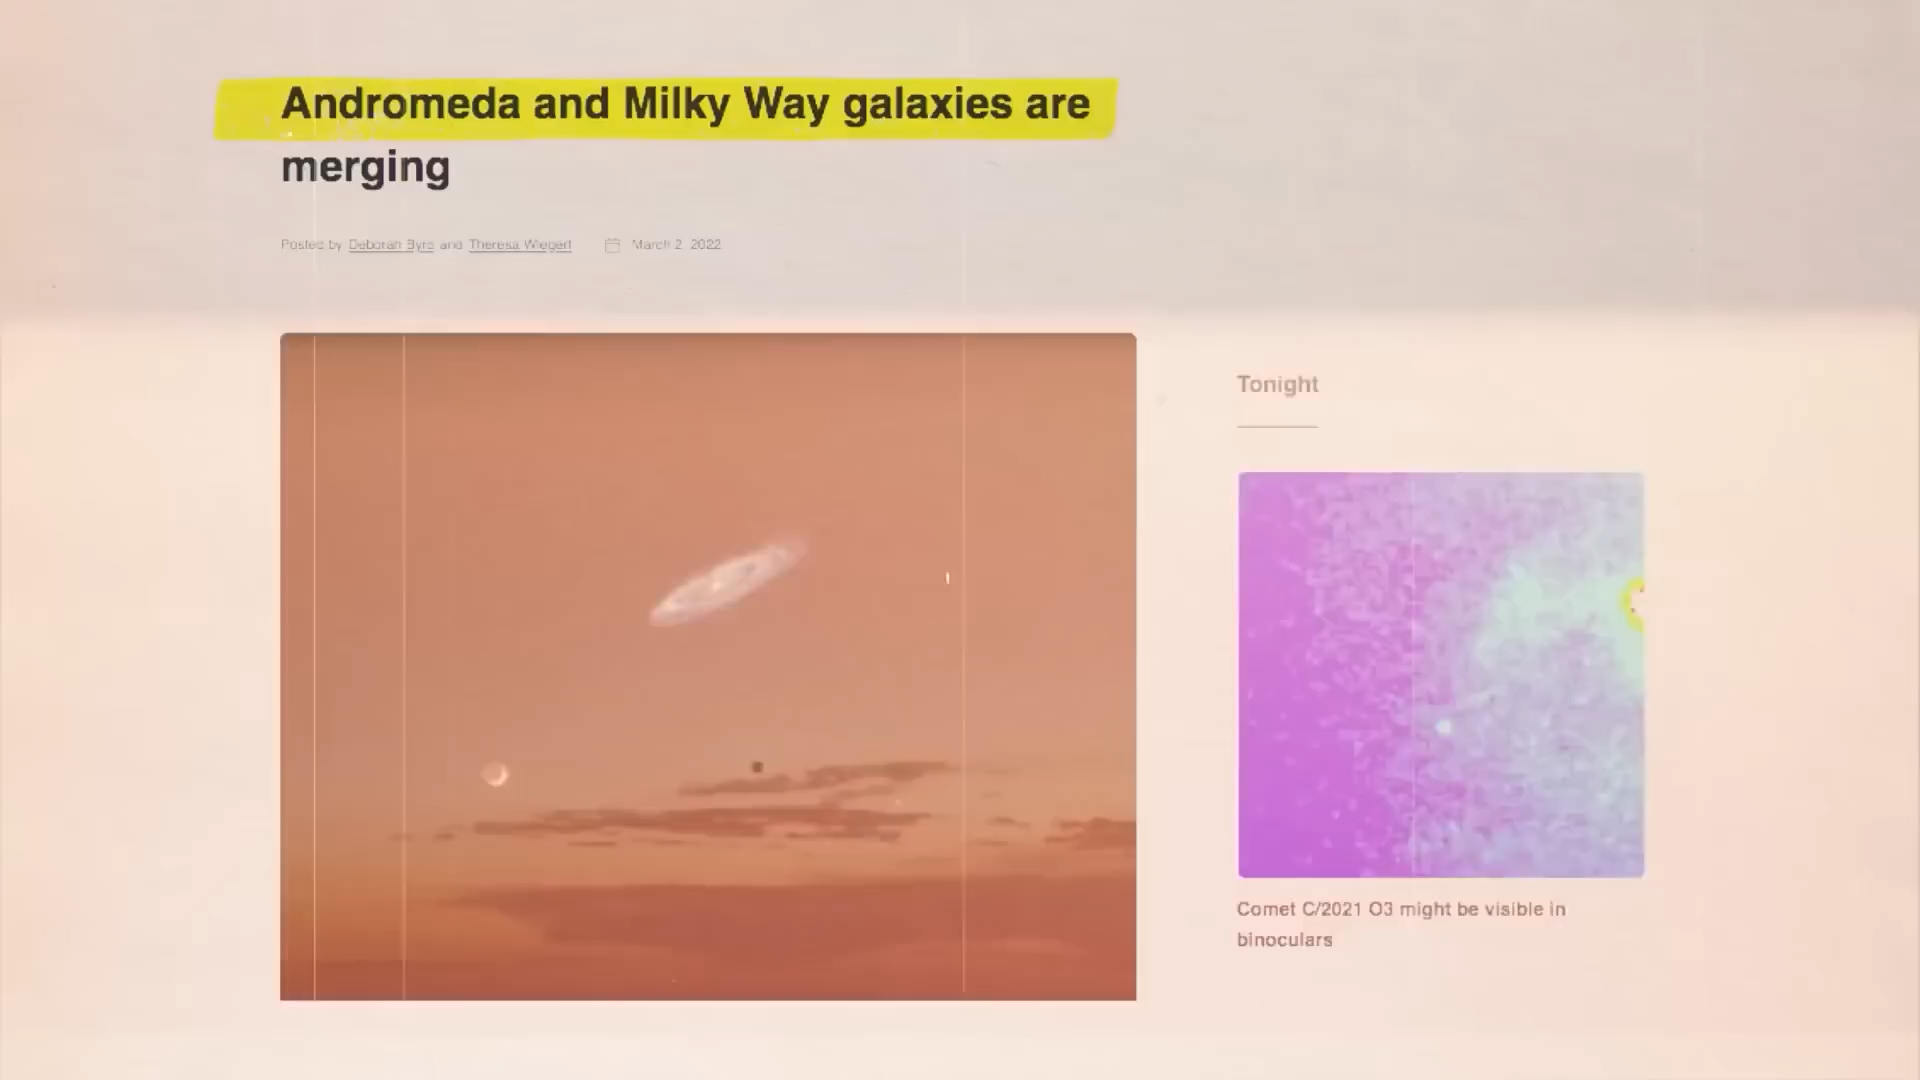 Andromeda and Milky Way galaxies are
merging
Posted by Deborah Byrd and Theresa Wiegert March 2, 2022
Tonight
Comet C/2021 O3 might be visible in
binoculars